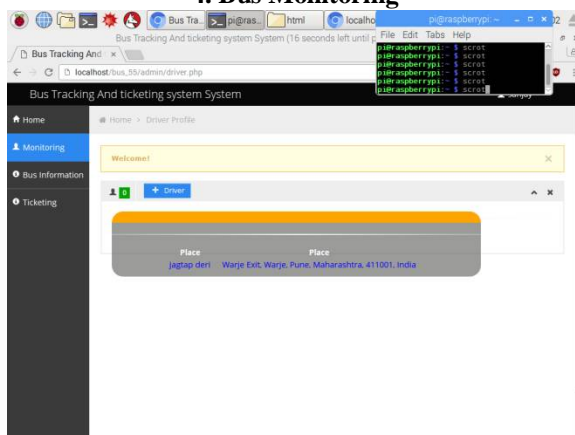 4. Bus Monitoring
Bus Tra... pi@ras... html localho
pi@raspberrypi: ~
Bus Tracking And ticketing system System (16 seconds left until p
File Edit Tabs Help
pi@raspberrypi:~ $ scrot
pi@raspberrypi:~ $ scrot
pi@raspberrypi:~ $ scrot
pi@raspberrypi:~ $ scrot
pi@raspberrypi:~ $ scrot
pi@raspberrypi:~ $ scrot
Bus Tracking And
localhost/bus_55/admin/driver.php
Bus Tracking And ticketing system System
Home
Home > Driver Profile
Monitoring
Bus Information
Ticketing
Welcome!
0 + Driver
Place Place
jagtap deri Warje Exit, Warje, Pune, Maharashtra, 411001, India